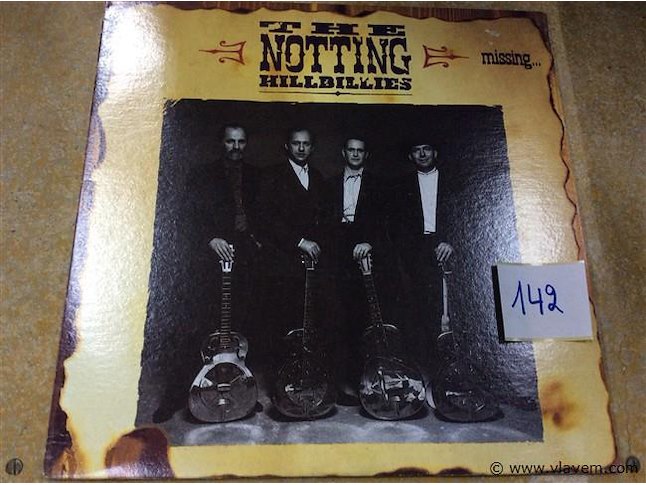 THE
NOTTING
HILLBILLIES
missing...
142
© www.vlavem.com